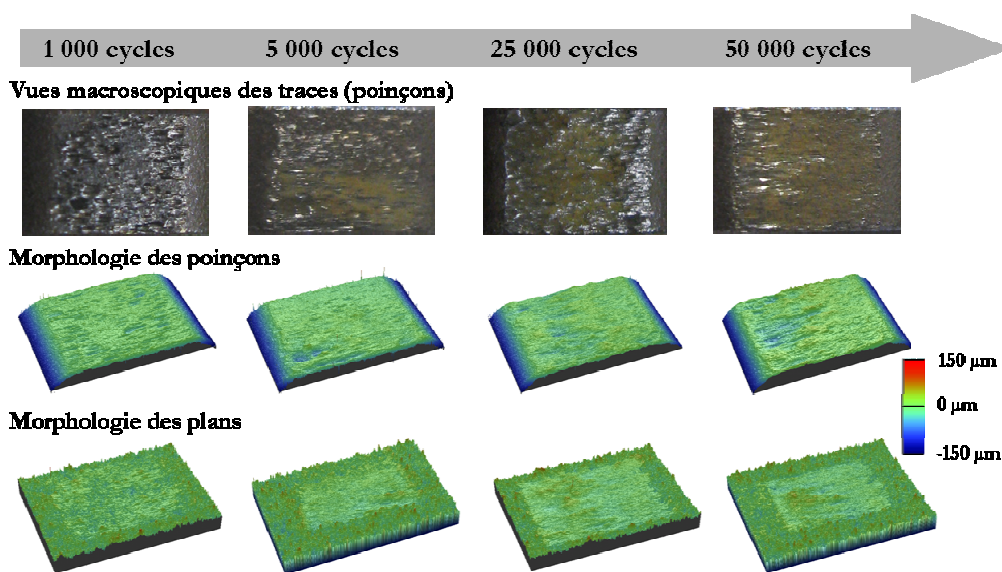 1 000 cycles 5 000 cycles 25 000 cycles 50 000 cycles
Vues macroscopiques des traces (poinçons)
Morphologie des poinçons
150 µm
0 µm
-150 µm
Morphologie des plans